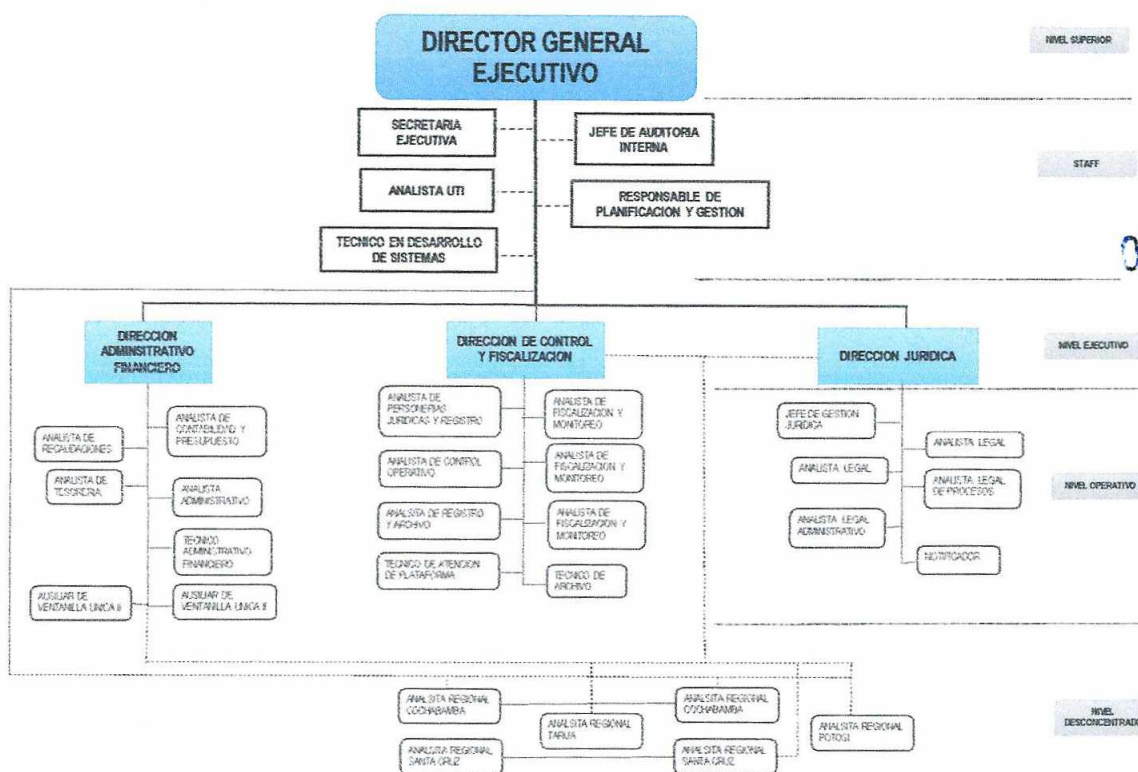 DIRECTOR GENERAL
EJECUTIVO
NIVEL SUPERIOR
SECRETARIA
EJECUTIVA
JEFE DE AUDITORIA
INTERNA
STAFF
ANALISTA UTI
RESPONSABLE DE
PLANIFICACION Y GESTION
TECNICO EN DESARROLLO
DE SISTEMAS
DIRECCION
ADMINSITRATIVO
FINANCIERO
DIRECCION DE CONTROL
Y FISCALIZACION
DIRECCION JURIDICA
NIVEL EJECUTIVO
ANALISTA DE
CONTABILIDAD Y
PRESUPUESTO
ANALISTA DE
RECAUDACIONES
ANALISTA DE
TESORERIA
ANALISTA
ADMINISTRATIVO
TECNICO
ADMINISTRATIVO
FINANCIERO
AUXILIAR DE
VENTANILLA UNICA II
AUXILIAR DE
VENTANILLA UNICA II
ANALISTA DE
PERSONERIAS
JURIDICAS Y REGISTRO
ANALISTA DE
FISCALIZACION Y
MONITOREO
ANALISTA DE CONTROL
OPERATIVO
ANALISTA DE
FISCALIZACION Y
MONITOREO
ANALSITA DE REGISTRO
Y ARCHIVO
ANALISTA DE
FISCALIZACION Y
MONITOREO
TECNICO DE ATENCION
DE PLATAFORMA
TECNICO DE
ARCHIVO
JEFE DE GESTION
JURIDICA
ANALISTA LEGAL
ANALISTA LEGAL
ANALISTA LEGAL
DE PROCESOS
ANALISTA LEGAL
ADMINISTRATIVO
NOTIFICADOR
NIVEL OPERATIVO
ANALSITA REGIONAL
COCHABAMBA
ANALSITA REGIONAL
COCHABAMBA
ANALSITA REGIONAL
TARIJA
ANALSITA REGIONAL
POTOSI
ANALSITA REGIONAL
SANTA CRUZ
ANALSITA REGIONAL
SANTA CRUZ
NIVEL
DESCONCENTRADO